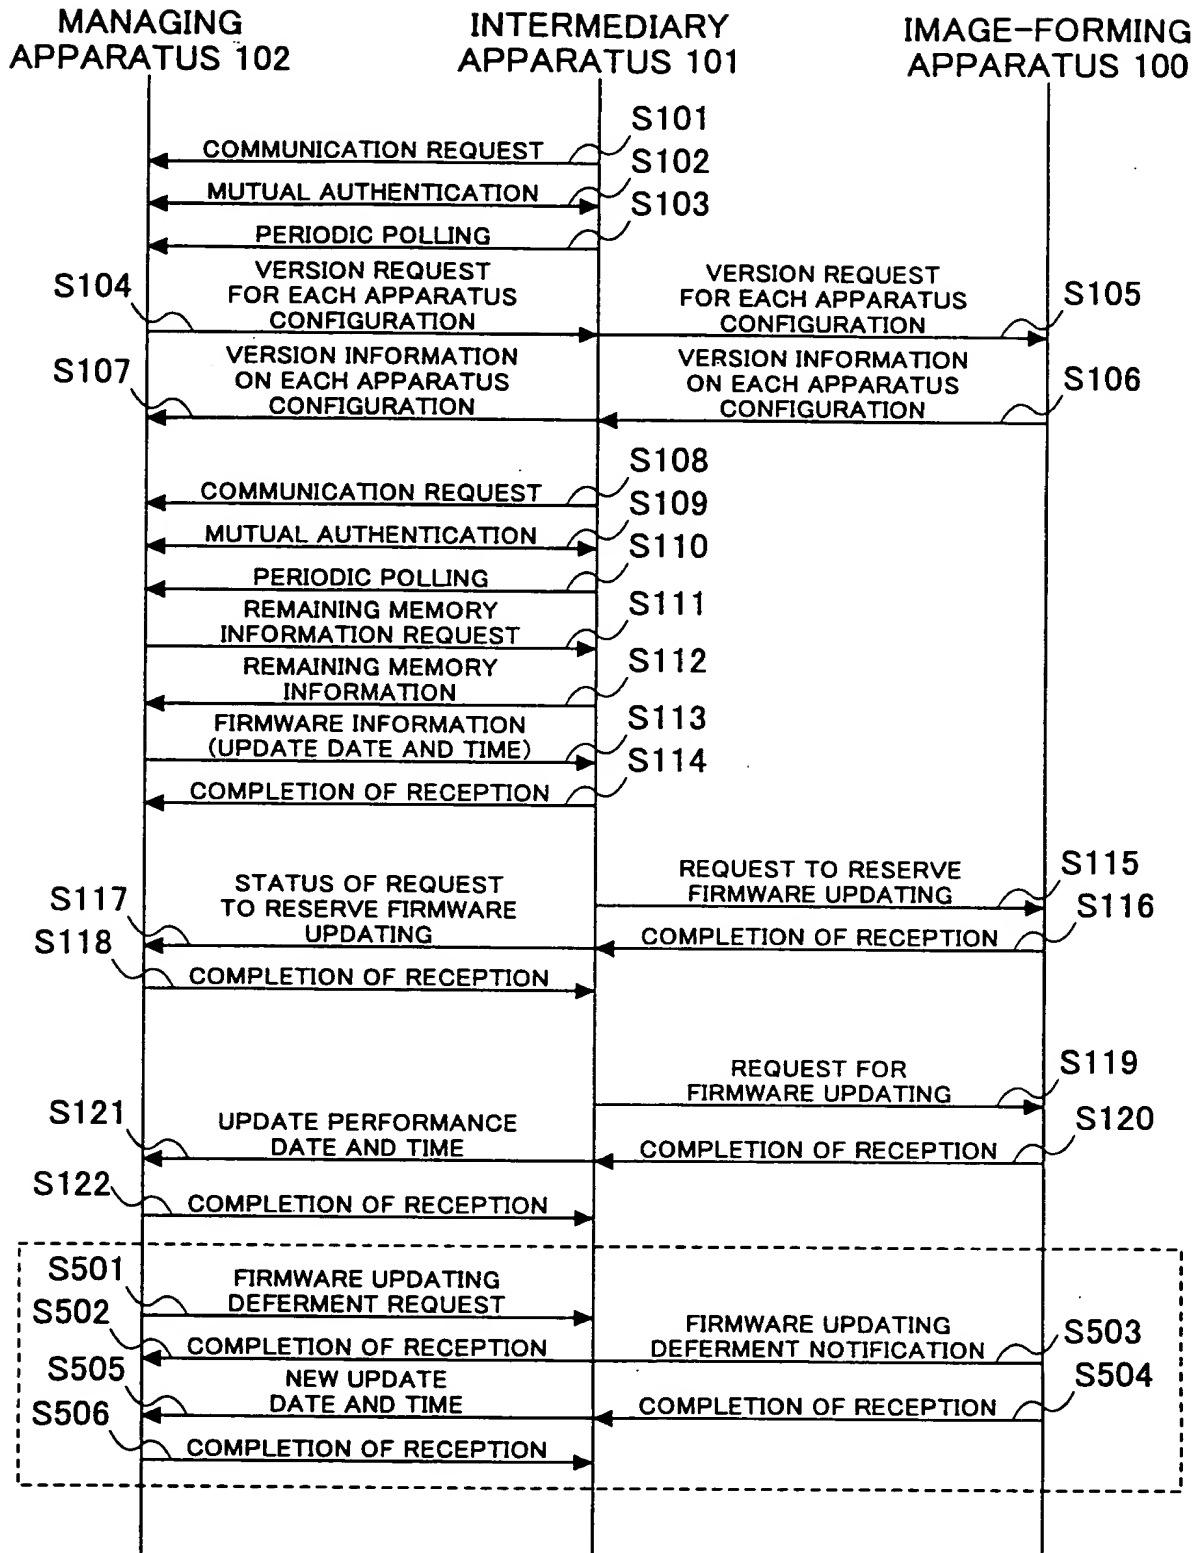 MANAGING
APPARATUS 102
INTERMEDIARY
APPARATUS 101
IMAGE-FORMING
APPARATUS 100
S101
COMMUNICATION REQUEST
S102
MUTUAL AUTHENTICATION
S103
PERIODIC POLLING
S104
VERSION REQUEST
FOR EACH APPARATUS
CONFIGURATION
VERSION REQUEST
FOR EACH APPARATUS
CONFIGURATION
S105
S107
VERSION INFORMATION
ON EACH APPARATUS
CONFIGURATION
VERSION INFORMATION
ON EACH APPARATUS
CONFIGURATION
S106
S108
COMMUNICATION REQUEST
S109
MUTUAL AUTHENTICATION
S110
PERIODIC POLLING
S111
REMAINING MEMORY
INFORMATION REQUEST
S112
REMAINING MEMORY
INFORMATION
S113
FIRMWARE INFORMATION
(UPDATE DATE AND TIME)
S114
COMPLETION OF RECEPTION
REQUEST TO RESERVE
FIRMWARE UPDATING
S115
S117
STATUS OF REQUEST
TO RESERVE FIRMWARE
UPDATING
COMPLETION OF RECEPTION
S116
S118
COMPLETION OF RECEPTION
REQUEST FOR
FIRMWARE UPDATING
S119
S121
UPDATE PERFORMANCE
DATE AND TIME
COMPLETION OF RECEPTION
S120
S122
COMPLETION OF RECEPTION
S501
FIRMWARE UPDATING
DEFERMENT REQUEST
S502
COMPLETION OF RECEPTION
FIRMWARE UPDATING
DEFERMENT NOTIFICATION
S503
S505
NEW UPDATE
DATE AND TIME
COMPLETION OF RECEPTION
S504
S506
COMPLETION OF RECEPTION